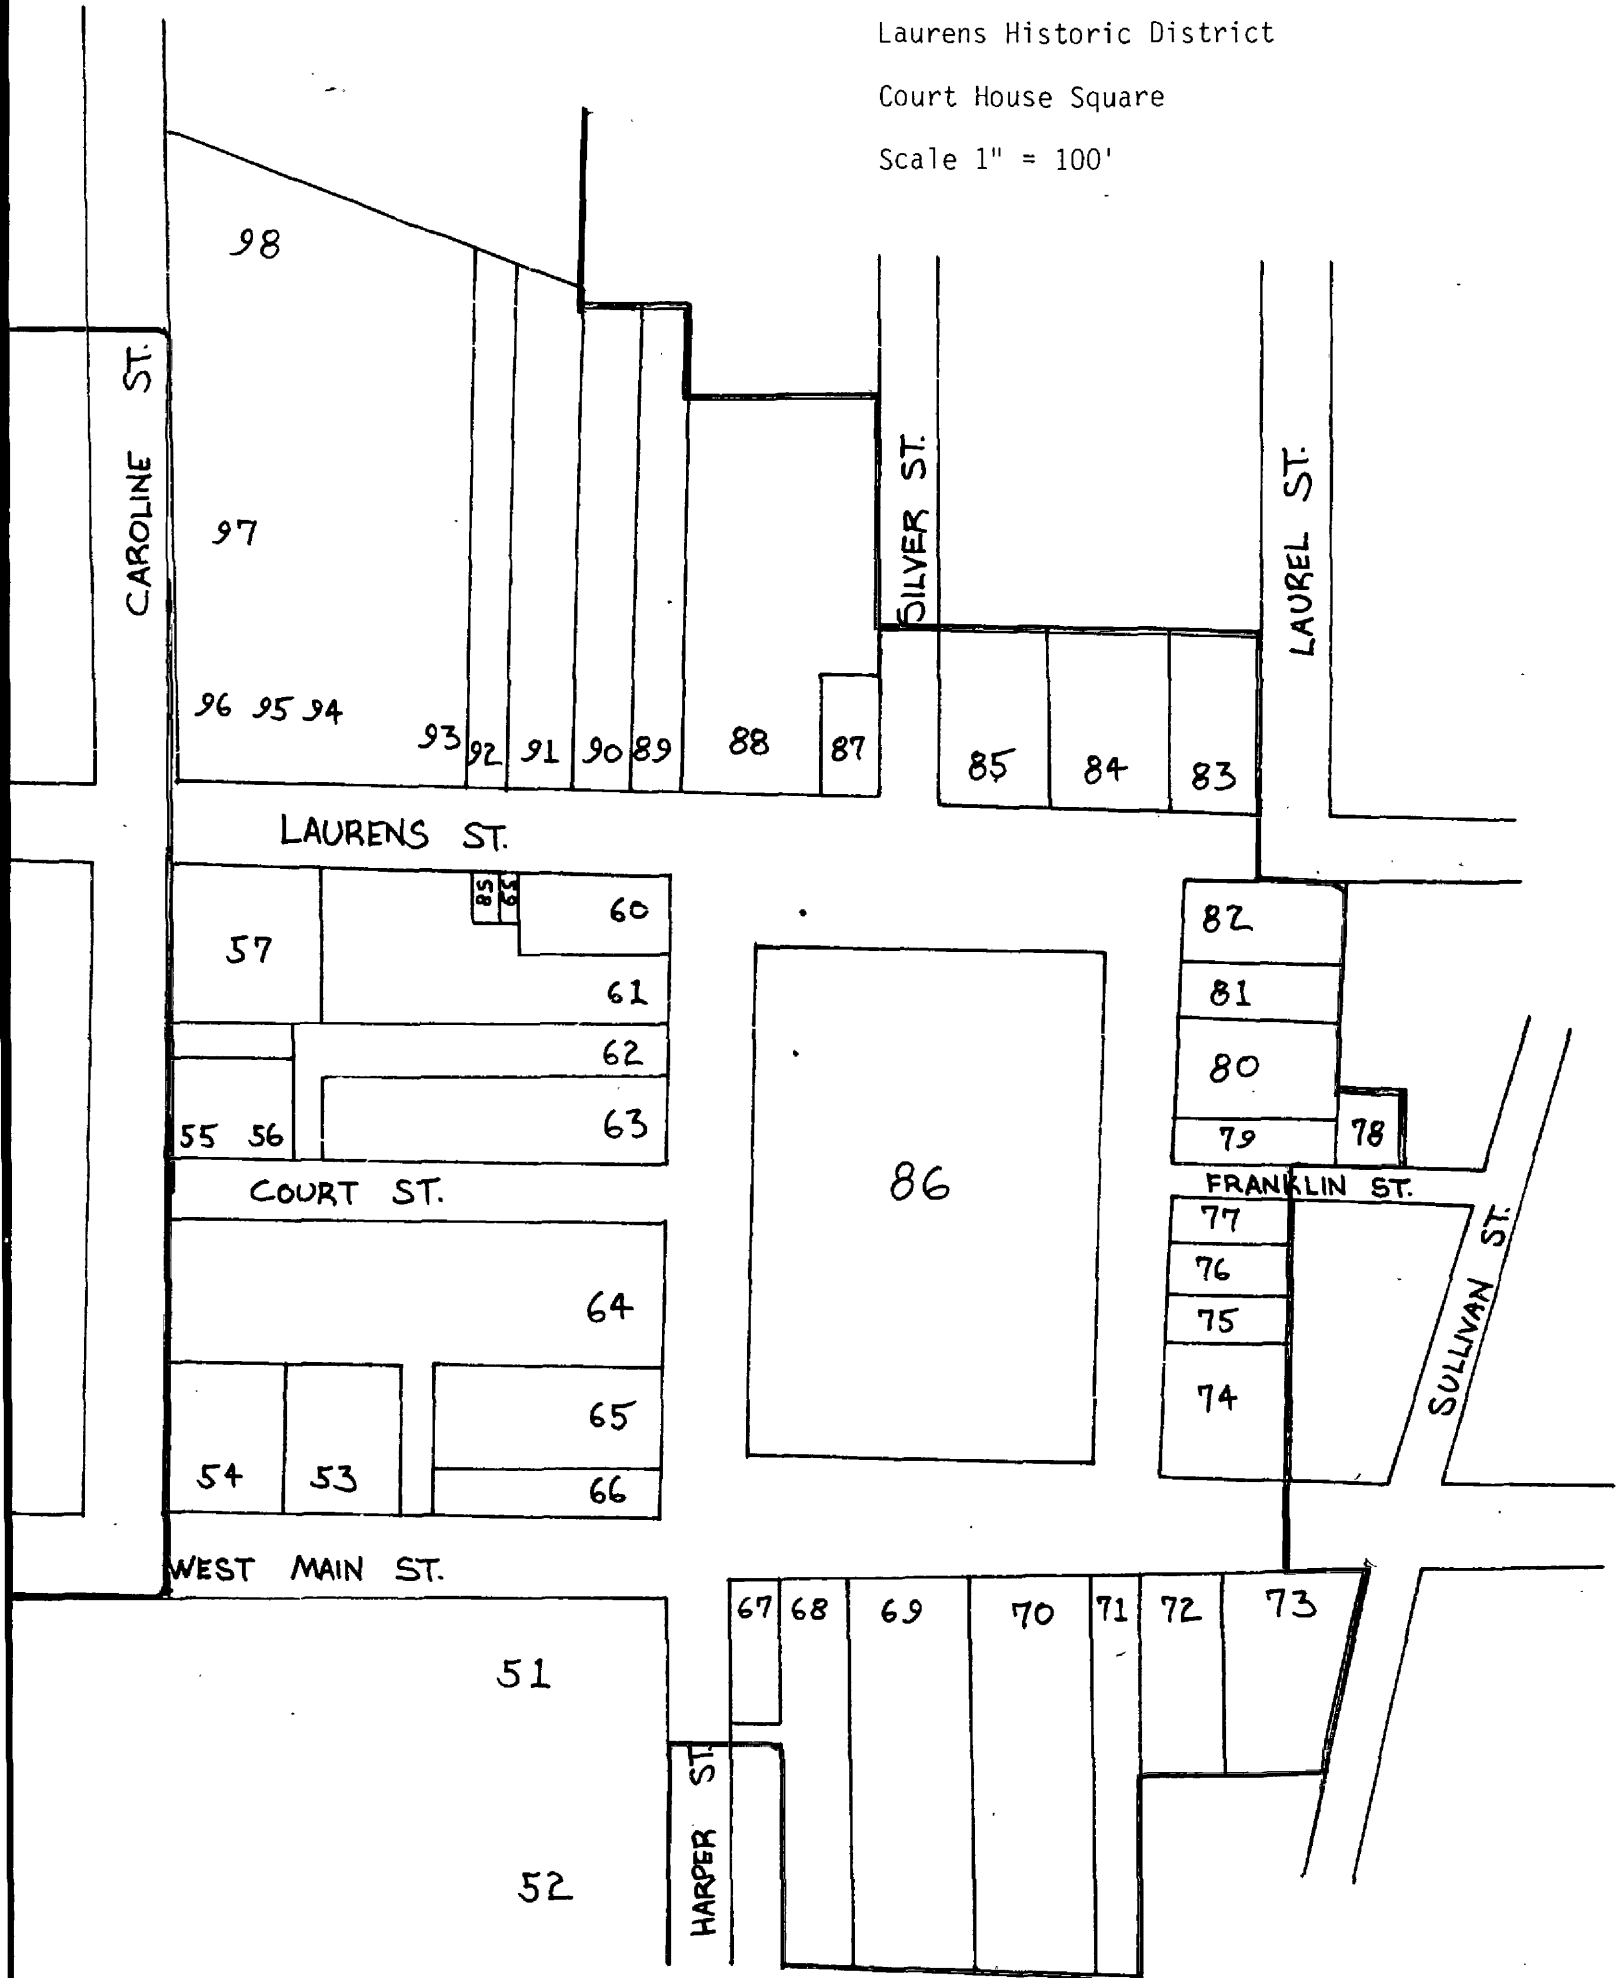 Laurens Historic District
Court House Square
Scale 1" = 100'
98
CAROLINE ST.
97
SILVER ST.
LAUREL ST.
96 95 94
93 92 91 90 89 88 87
85 84 83
LAURENS ST.
58 59 60
82
57
61
81
62
80
63
55 56
79 78
COURT ST.
86
FRANKLIN ST.
77
76
64
75
SULLIVAN ST.
74
65
54 53
66
WEST MAIN ST.
67 68 69 70 71 72 73
51
HARPER ST.
52